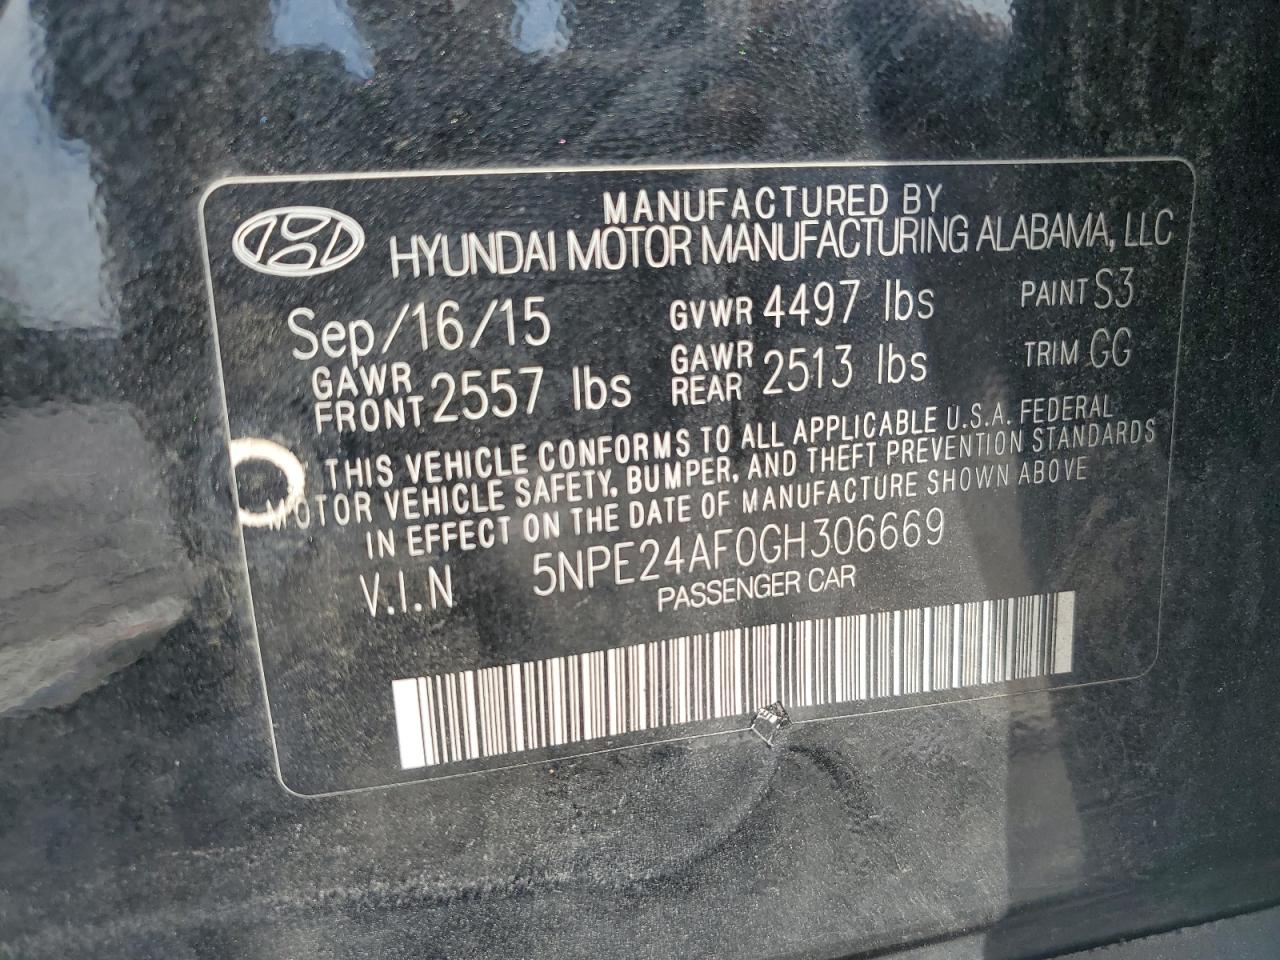 MANUFACTURED BY
HYUNDAI MOTOR MANUFACTURING ALABAMA, LLC
Sep/16/15 GVWR 4497 lbs PAINT S3
GAWR FRONT 2557 lbs GAWR REAR 2513 lbs TRIM GG
THIS VEHICLE CONFORMS TO ALL APPLICABLE U.S.A. FEDERAL
MOTOR VEHICLE SAFETY, BUMPER, AND THEFT PREVENTION STANDARDS
IN EFFECT ON THE DATE OF MANUFACTURE SHOWN ABOVE
V.I.N 5NPE24AF0GH306669
PASSENGER CAR